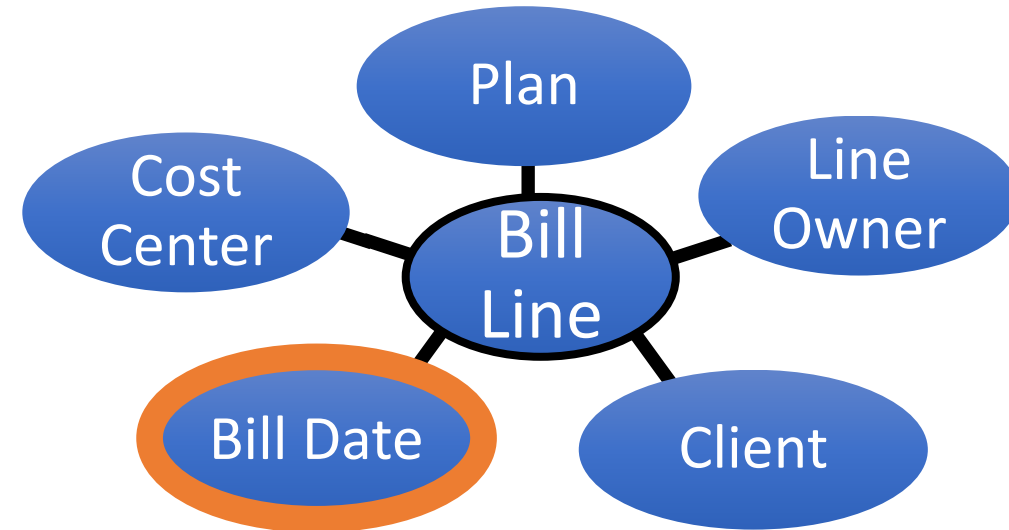 Plan
Cost
Center
Line
Owner
Bill
Line
Bill Date
Client